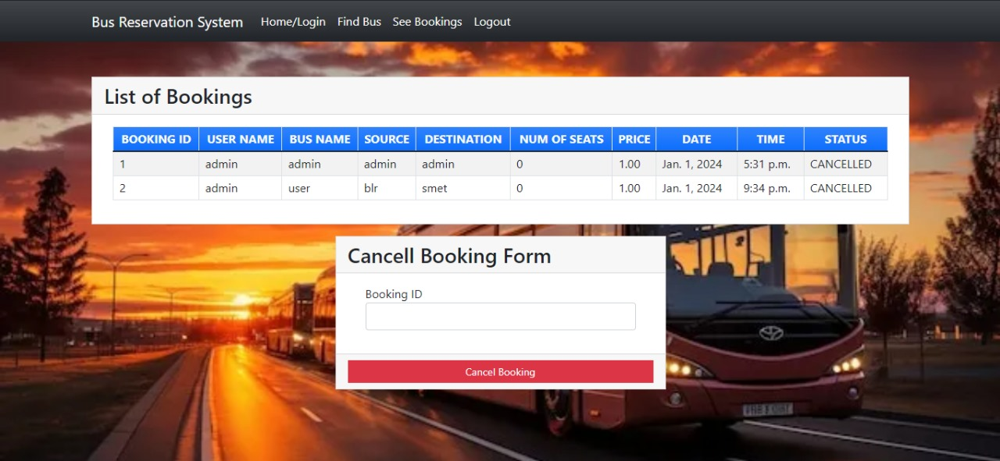 Bus Reservation System Home/Login Find Bus See Bookings Logout
List of Bookings
BOOKING ID USER NAME BUS NAME SOURCE DESTINATION NUM OF SEATS PRICE DATE TIME STATUS
1 admin admin admin admin 0 1.00 Jan. 1, 2024 5:31 p.m. CANCELLED
2 admin user blr smet 0 1.00 Jan. 1, 2024 9:34 p.m. CANCELLED
Cancell Booking Form
Booking ID
Cancel Booking